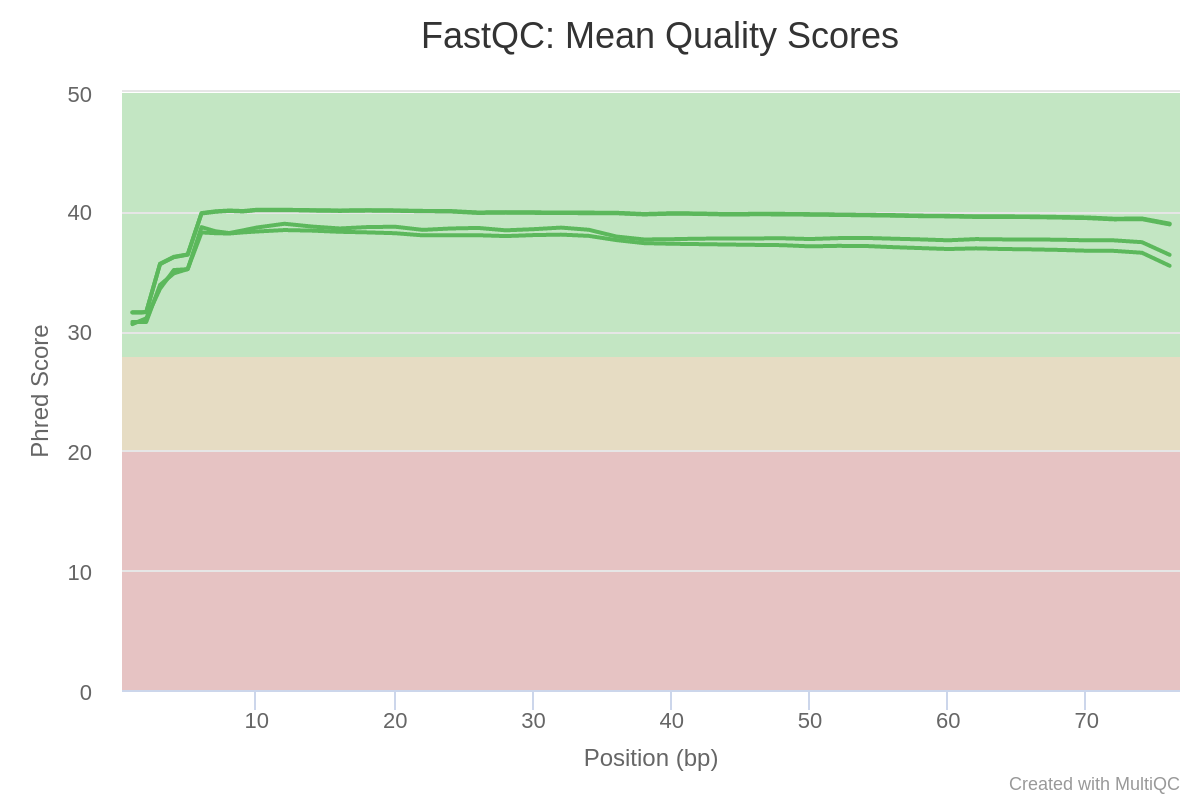 FastQC: Mean Quality Scores
50
40
30
20
10
0
Phred Score
10 20 30 40 50 60 70
Position (bp)
Created with MultiQC